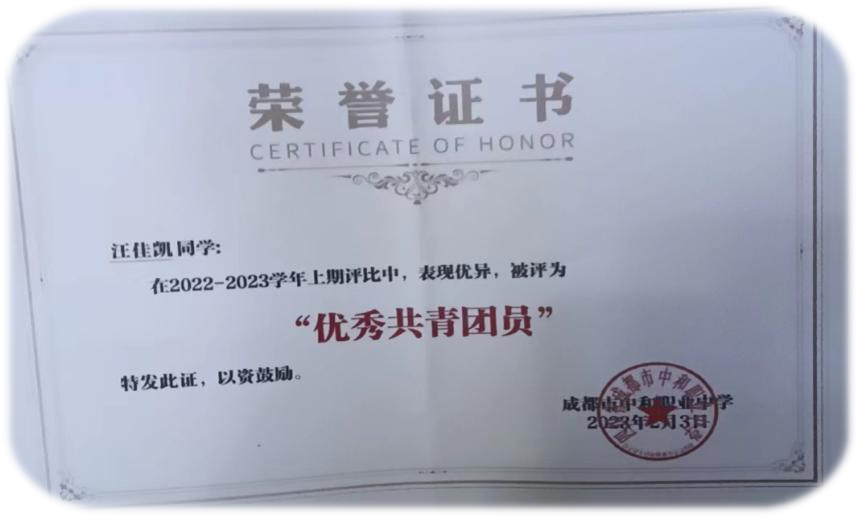 荣誉证书
CERTIFICATE OF HONOR
汪佳凯同学:
在2022-2023学年上期评比中，表现优异，被评为
“优秀共青团员”
特发此证，以资鼓励。
成都市中和职业中学
2023年2月3日